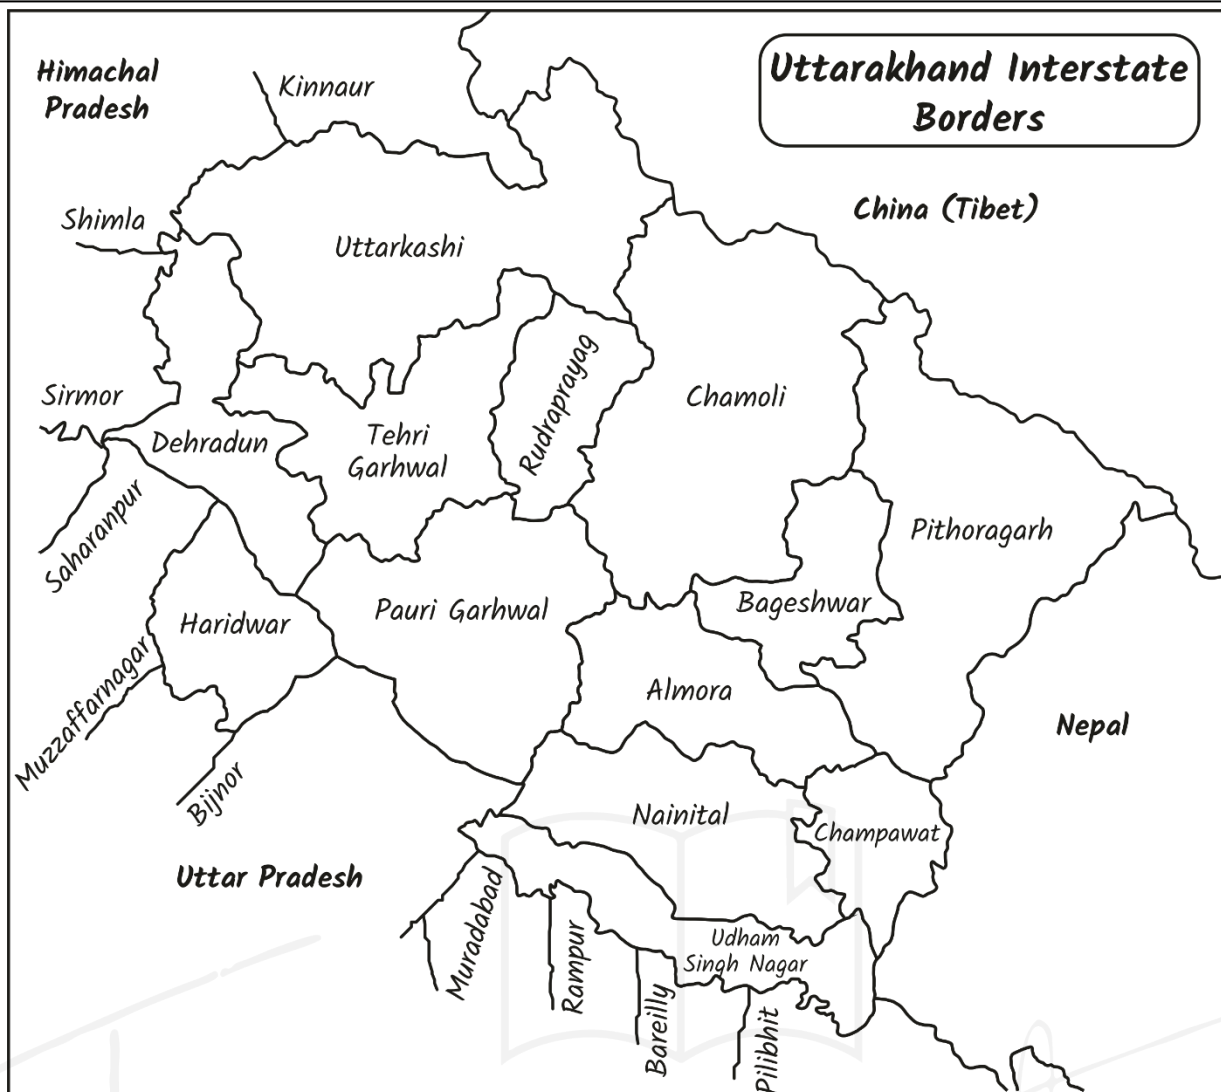 Himachal
Pradesh
Kinnaur
Uttarakhand Interstate
Borders
Shimla
China (Tibet)
Uttarkashi
Sirmor
Dehradun
Tehri
Garhwal
Rudraprayag
Chamoli
Saharanpur
Pithoragarh
Haridwar
Pauri Garhwal
Bageshwar
Muzzaffarnagar
Almora
Nepal
Bijnor
Nainital
Champawat
Uttar Pradesh
Muradabad
Rampur
Udham
Singh Nagar
Bareilly
Pilibhit